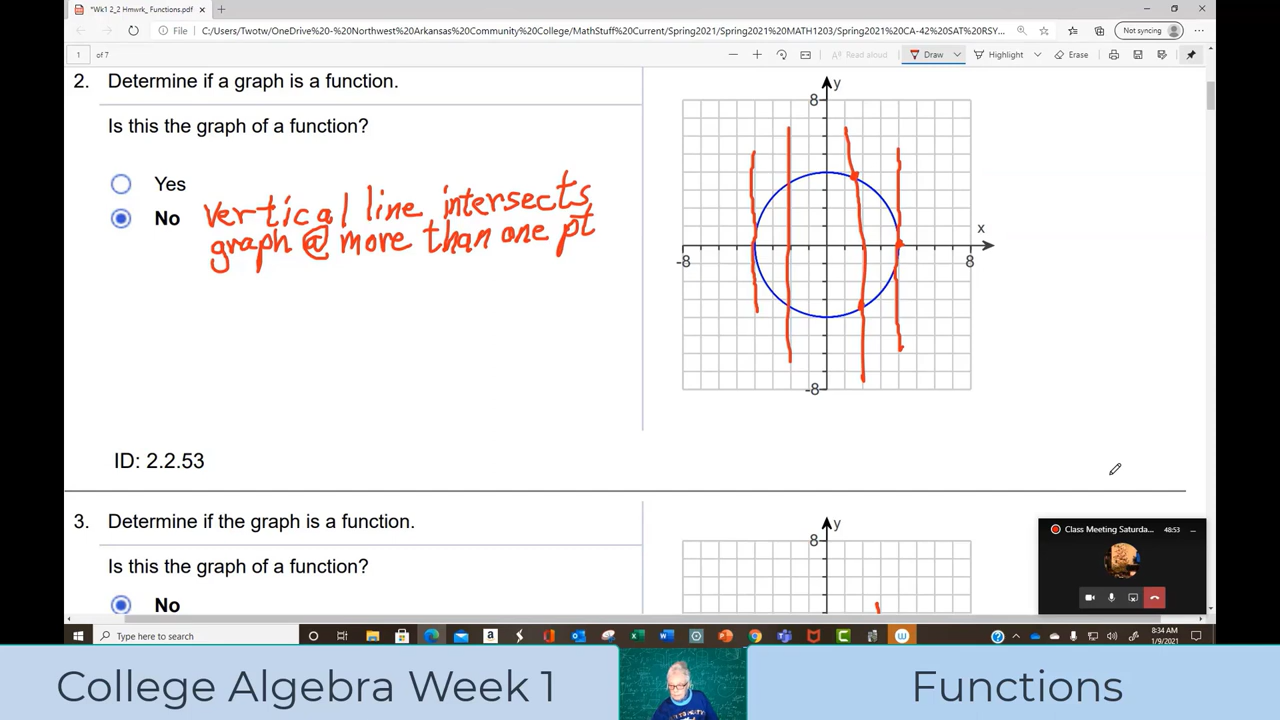 *Wk1 2_2 Hmwrk_ Functions.pdf
File
C:/Users/Twotw/OneDrive%20-%20Northwest%20Arkansas%20Community%20College/MathStuff%20Current/Spring2021/Spring2021%20MATH1203/Spring2021%20CA-42%20SAT%20RSY...
Not syncing
1
of 7
Read aloud
Draw
Highlight
Erase
2. Determine if a graph is a function.
Is this the graph of a function?
Yes
No
vertical line intersects
graph @ more than one pt
y
8
x
-8
8
-8
ID: 2.2.53
3. Determine if the graph is a function.
Is this the graph of a function?
No
y
8
Class Meeting Saturda...
48:53
Type here to search
8:34 AM
1/9/2021
College Algebra Week 1
Functions